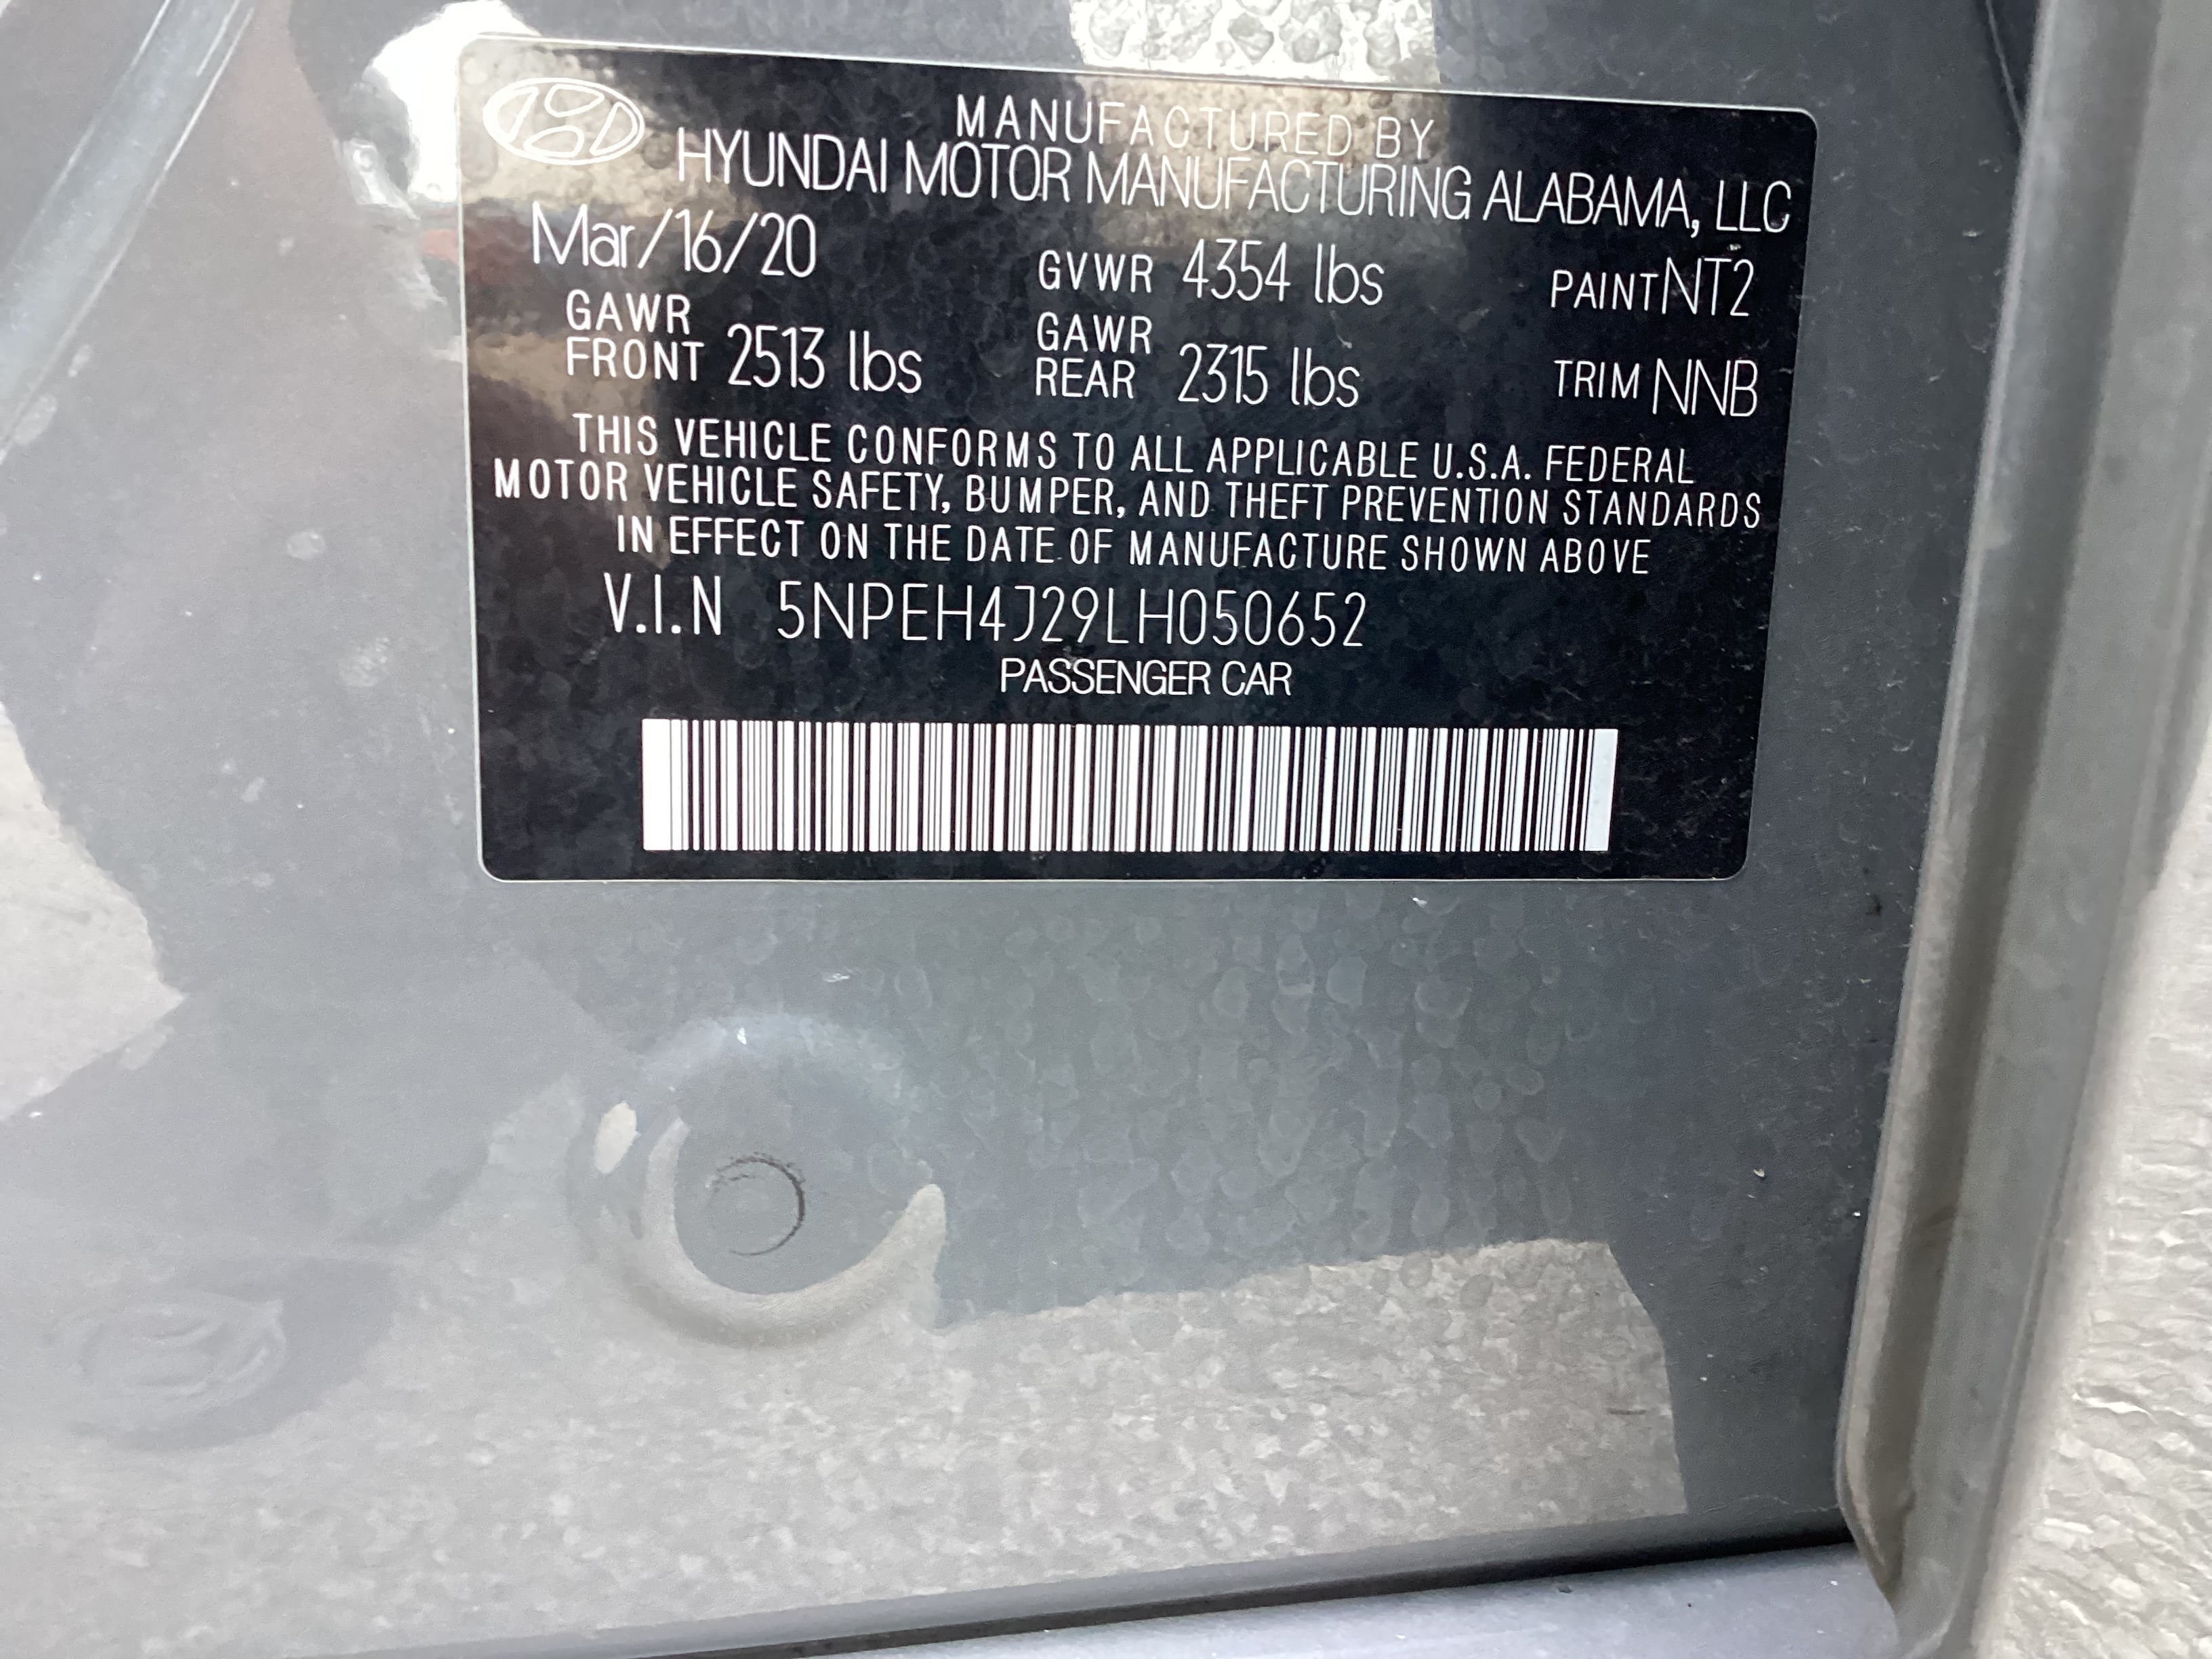 MANUFACTURED BY
HYUNDAI MOTOR MANUFACTURING ALABAMA, LLC
Mar/16/20 GVWR 4354 lbs PAINT NT2
GAWR FRONT 2513 lbs GAWR REAR 2315 lbs TRIM NNB
THIS VEHICLE CONFORMS TO ALL APPLICABLE U.S.A. FEDERAL
MOTOR VEHICLE SAFETY, BUMPER, AND THEFT PREVENTION STANDARDS
IN EFFECT ON THE DATE OF MANUFACTURE SHOWN ABOVE
V.I.N 5NPEH4J29LH050652
PASSENGER CAR